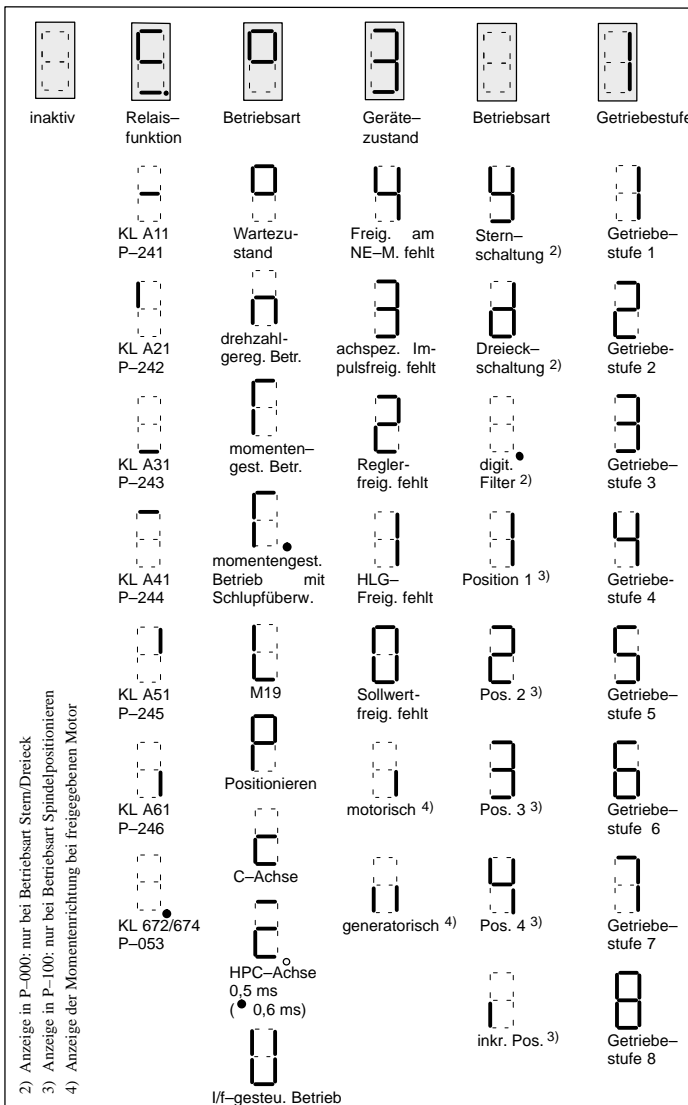 inaktiv
Relais–
funktion
Betriebsart
Geräte–
zustand
Betriebsart
Getriebestufe
KL A11
P–241
Wartezu-
stand
Freig. am
NE–M. fehlt
Stern–
schaltung 2)
Getriebe–
stufe 1
KL A21
P–242
drehzahl-
gereg. Betr.
achspez. Im-
pulsfreig. fehlt
Dreieck–
schaltung 2)
Getriebe-
stufe 2
KL A31
P–243
momenten–
gest. Betr.
Regler-
freig. fehlt
digit.
Filter 2)
Getriebe–
stufe 3
KL A41
P–244
momentengest.
Betrieb mit
Schlupfüberw.
HLG–
Freig. fehlt
Position 1 3)
Getriebe-
stufe 4
KL A51
P–245
M19
Sollwert-
freig. fehlt
Pos. 2 3)
Getriebe–
stufe 5
KL A61
P–246
Positionieren
motorisch 4)
Pos. 3 3)
Getriebe–
stufe 6
C–Achse
KL 672/674
P–053
generatorisch 4)
Pos. 4 3)
Getriebe–
stufe 7
HPC–Achse
0,5 ms
( 0,6 ms)
inkr. Pos. 3)
Getriebe–
stufe 8
I/f–gesteu. Betrieb
2) Anzeige in P–000: nur bei Betriebsart Stern/Dreieck
3) Anzeige in P–100: nur bei Betriebsart Spindelpositionieren
4) Anzeige der Momentenrichtung bei freigegebenen Motor